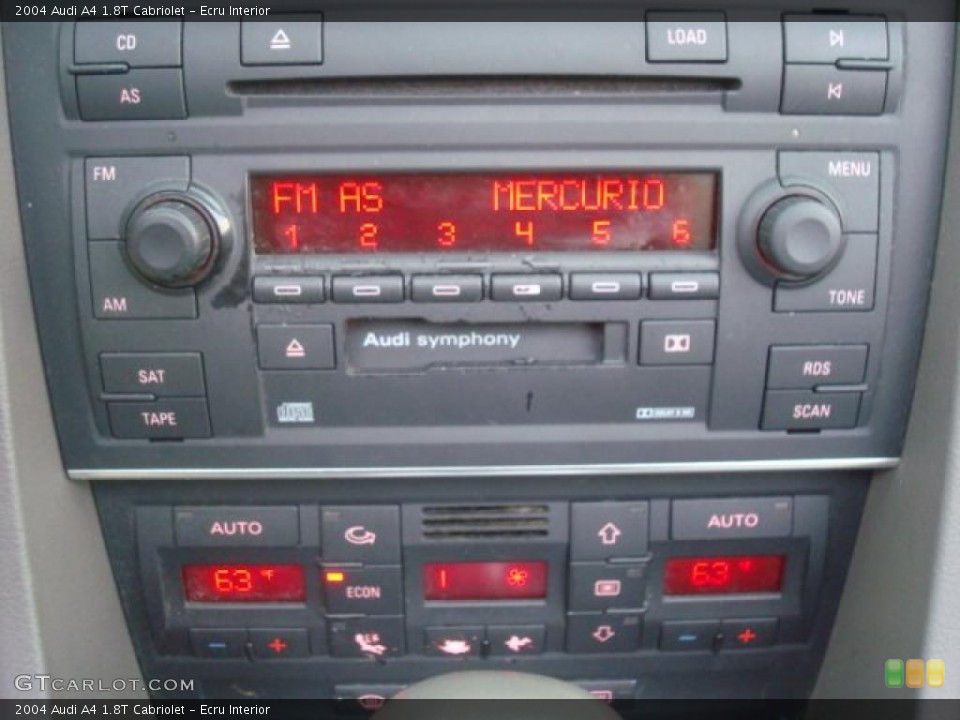 2004 Audi A4 1.8T Cabriolet – Ecru Interior
CD LOAD
AS
FM MENU
FM AS MERCURIO
1 2 3 4 5 6
AM TONE
Audi symphony
SAT RDS
TAPE SCAN
AUTO AUTO
63 °F 1 63 °F
ECON
− + − +
GTCARLOT.COM
2004 Audi A4 1.8T Cabriolet – Ecru Interior